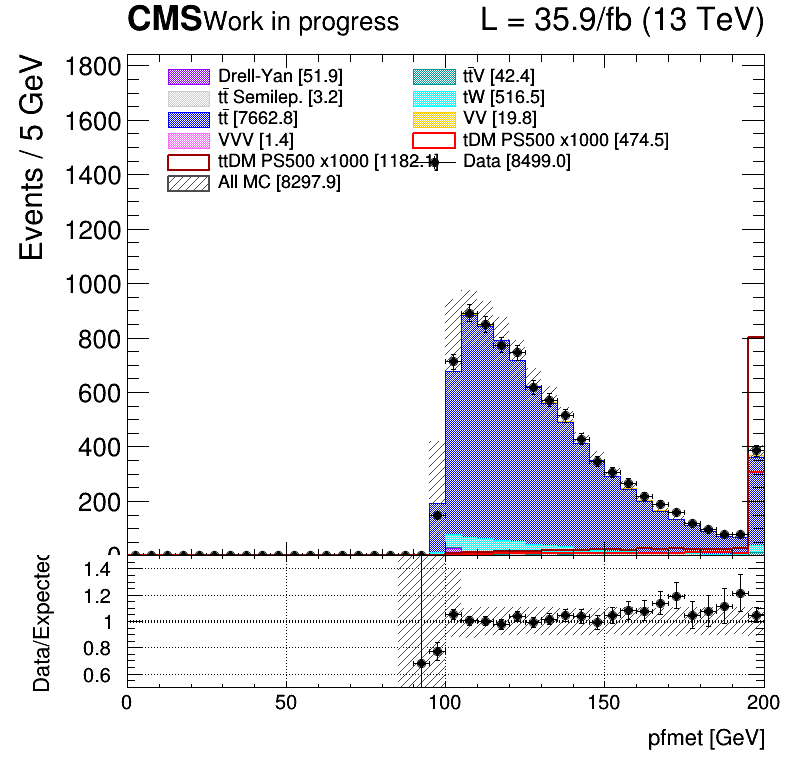 CMS Work in progress L = 35.9/fb (13 TeV)
Events / 5 GeV
1800
1600
1400
1200
1000
800
600
400
200
0
Drell-Yan [51.9] tt̄V [42.4]
tt̄ Semilep. [3.2] tW [516.5]
tt̄ [7662.8] VV [19.8]
VVV [1.4] tDM PS500 x1000 [474.5]
ttDM PS500 x1000 [1182.1] Data [8499.0]
All MC [8297.9]
Data/Expected
1.4
1.2
1
0.8
0.6
0 50 100 150 200
pfmet [GeV]